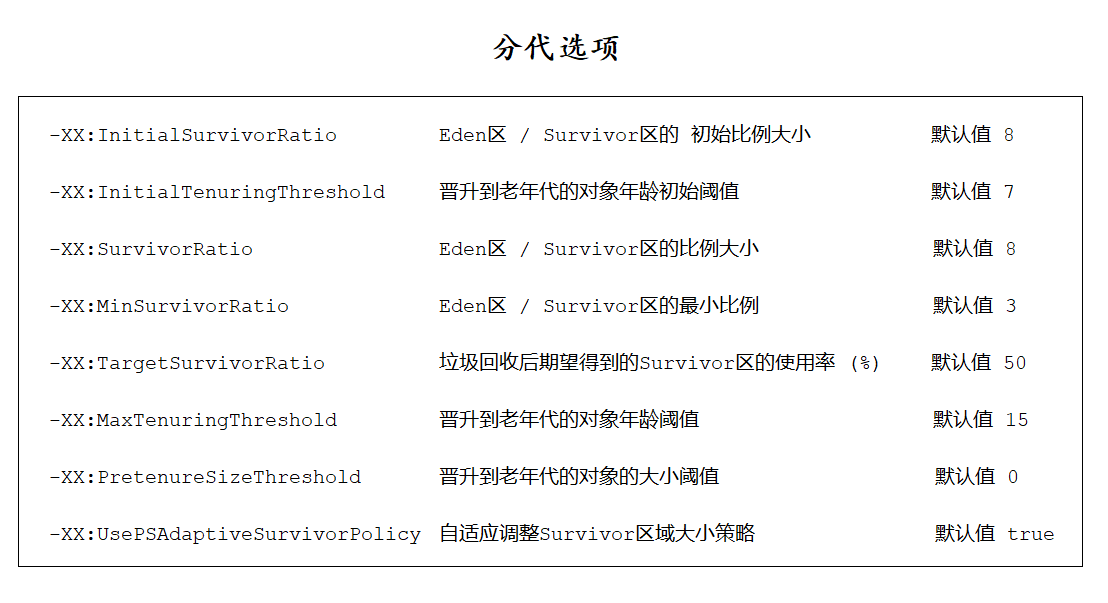 分代选项
-XX:InitialSurvivorRatio Eden区 / Survivor区的 初始比例大小 默认值 8
-XX:InitialTenuringThreshold 晋升到老年代的对象年龄初始阈值 默认值 7
-XX:SurvivorRatio Eden区 / Survivor区的比例大小 默认值 8
-XX:MinSurvivorRatio Eden区 / Survivor区的最小比例 默认值 3
-XX:TargetSurvivorRatio 垃圾回收后期望得到的Survivor区的使用率 (%) 默认值 50
-XX:MaxTenuringThreshold 晋升到老年代的对象年龄阈值 默认值 15
-XX:PretenureSizeThreshold 晋升到老年代的对象的大小阈值 默认值 0
-XX:UsePSAdaptiveSurvivorPolicy 自适应调整Survivor区域大小策略 默认值 true